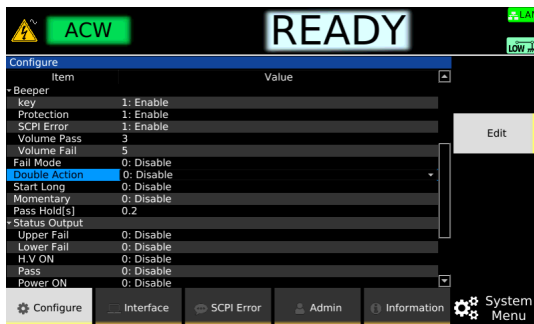 ACW
READY
LAN
LOW
Configure
Item Value
Beeper
key 1: Enable
Protection 1: Enable
SCPI Error 1: Enable
Volume Pass 3
Volume Fail 5
Fail Mode 0: Disable
Double Action 0: Disable
Start Long 0: Disable
Momentary 0: Disable
Pass Hold[s] 0.2
Status Output
Upper Fail 0: Disable
Lower Fail 0: Disable
H.V ON 0: Disable
Pass 0: Disable
Power ON 0: Disable
Edit
Configure Interface SCPI Error Admin Information
System
Menu